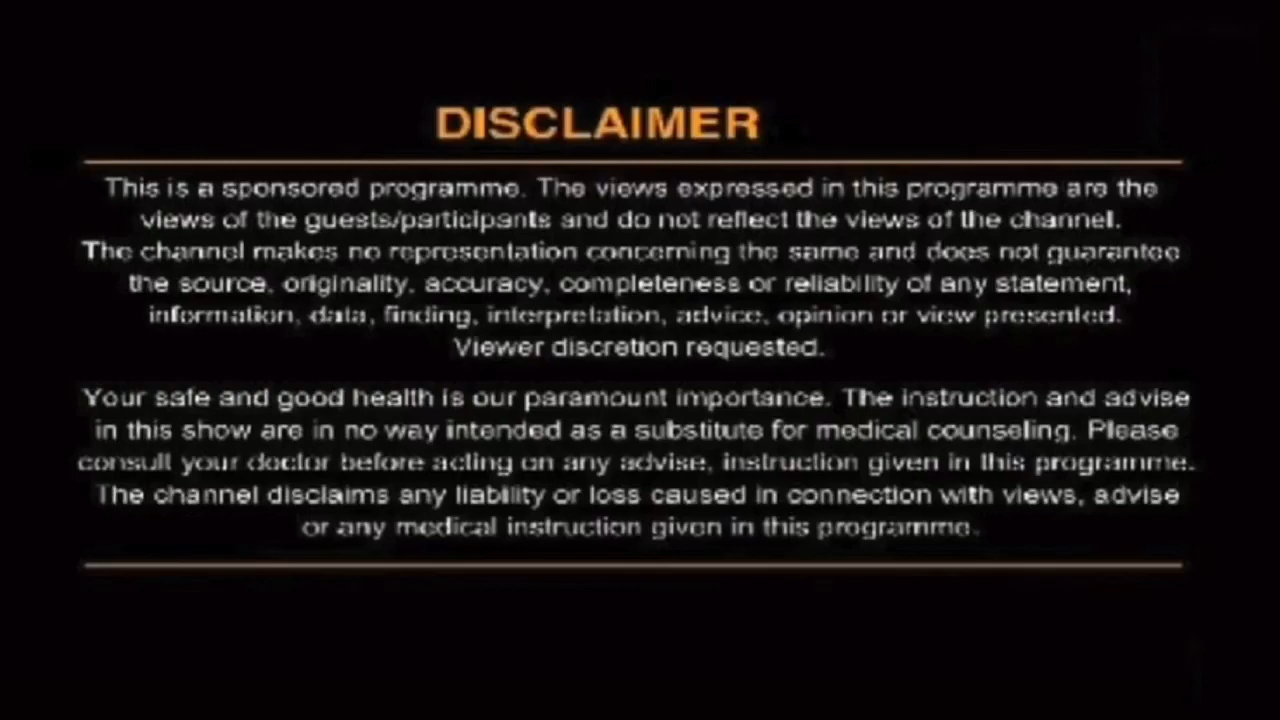 DISCLAIMER
This is a sponsored programme. The views expressed in this programme are the
views of the guests/participants and do not reflect the views of the channel.
The channel makes no representation concerning the same and does not guarantee
the source, originality, accuracy, completeness or reliability of any statement,
information, data, finding, interpretation, advice, opinion or view presented.
Viewer discretion requested.
Your safe and good health is our paramount importance. The instruction and advise
in this show are in no way intended as a substitute for medical counseling. Please
consult your doctor before acting on any advise, instruction given in this programme.
The channel disclaims any liability or loss caused in connection with views, advise
or any medical instruction given in this programme.